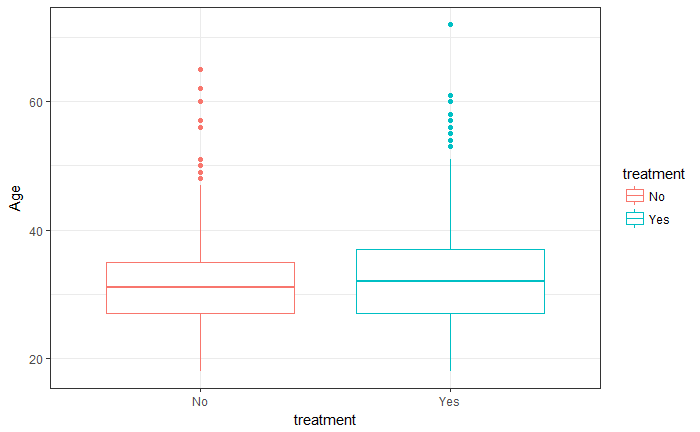 60
40
20
Age
No
Yes
treatment
treatment
No
Yes